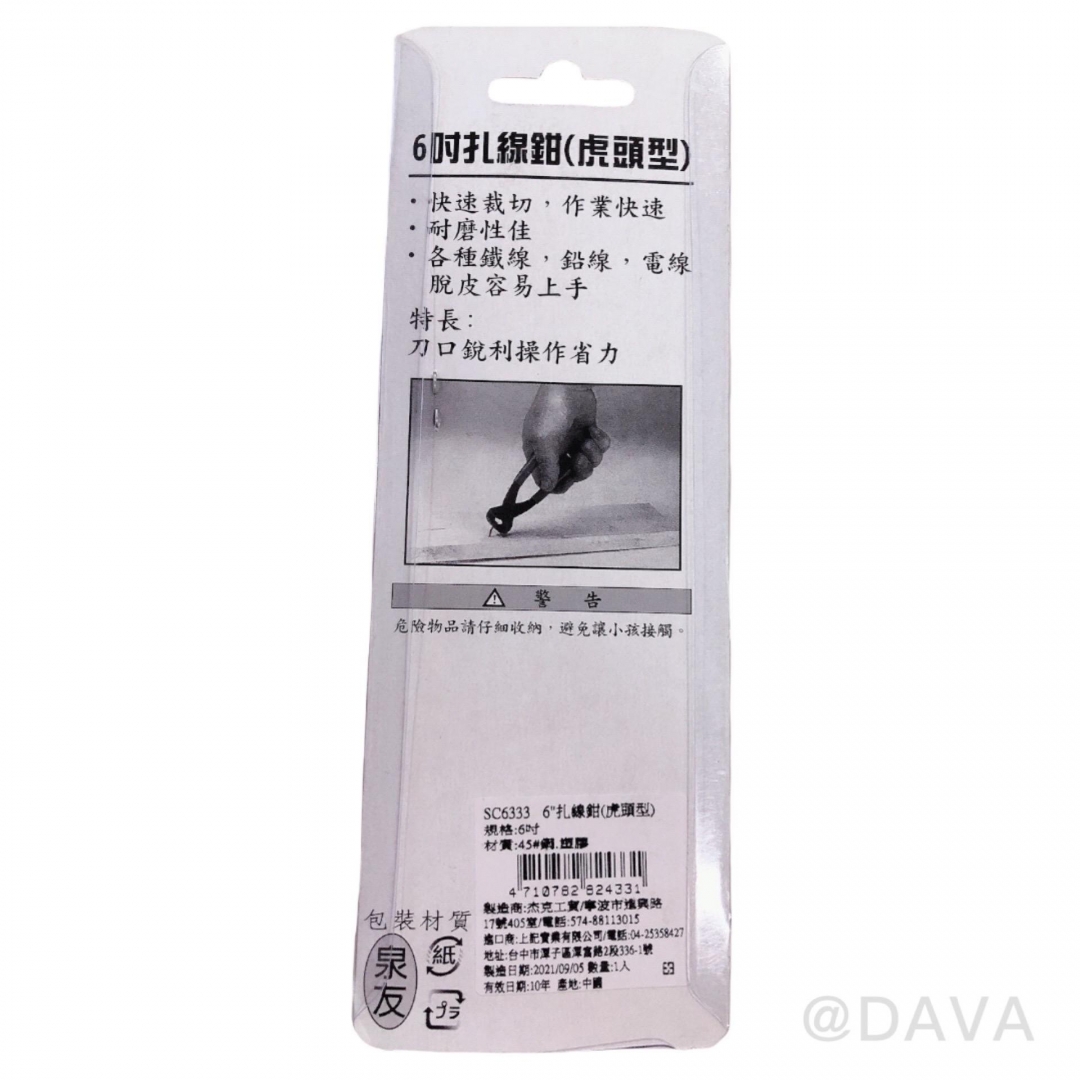 6吋扎線鉗(虎頭型)
・快速裁切，作業快速
・耐磨性佳
・各種鐵線，鉛線，電線
脫皮容易上手
特長：
刀口銳利操作省力
⚠ 警 告
危險物品請仔細收納，避免讓小孩接觸。
SC6333 6"扎線鉗(虎頭型)
規格:6吋
材質:45#鋼.塑膠
4 710782 824331
製造商:杰克工貿/寧波市進興路
17號405室/電話:574-88113015
進口商:上記實業有限公司/電話:04-25358427
地址:台中市潭子區潭富路2段336-1號
製造日期:2021/09/05 數量:1入
有效日期:10年 產地:中國
包裝材質
泉友
紙
プラ
@DAVA